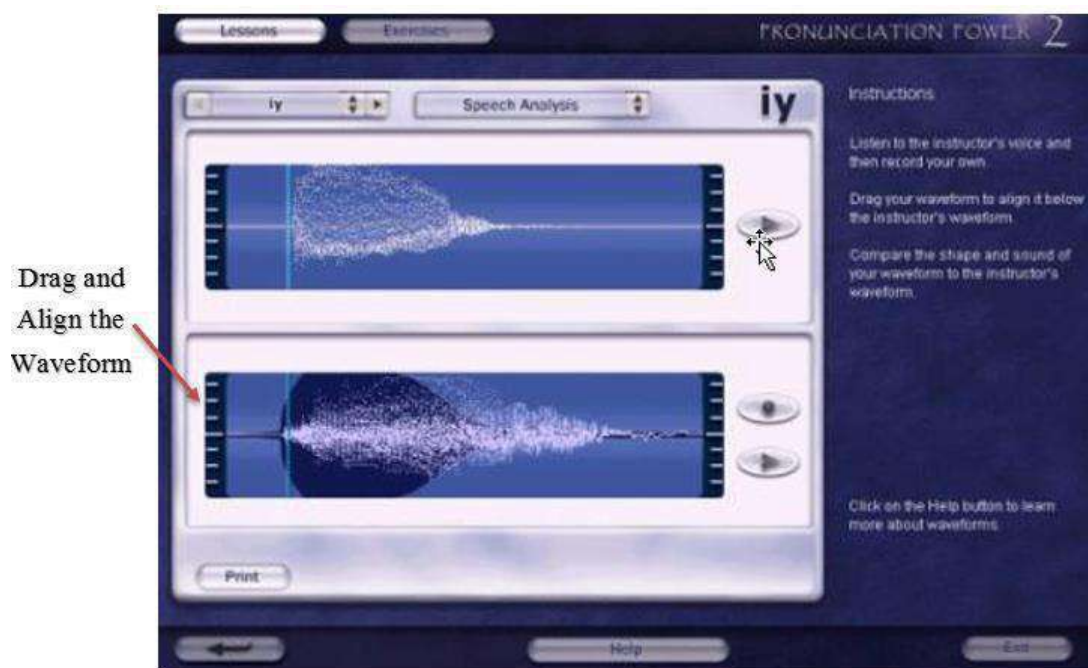 Lessons
Exercises
PRONUNCIATION POWER 2
iy
Speech Analysis
iy
Instructions
Listen to the instructor's voice and
then record your own
Drag your waveform to align it below
the instructor's waveform
Compare the shape and sound of
your waveform to the instructor's
waveform.
Drag and
Align the
Waveform
Click on the Help button to learn
more about waveforms
Print
Help
Exit